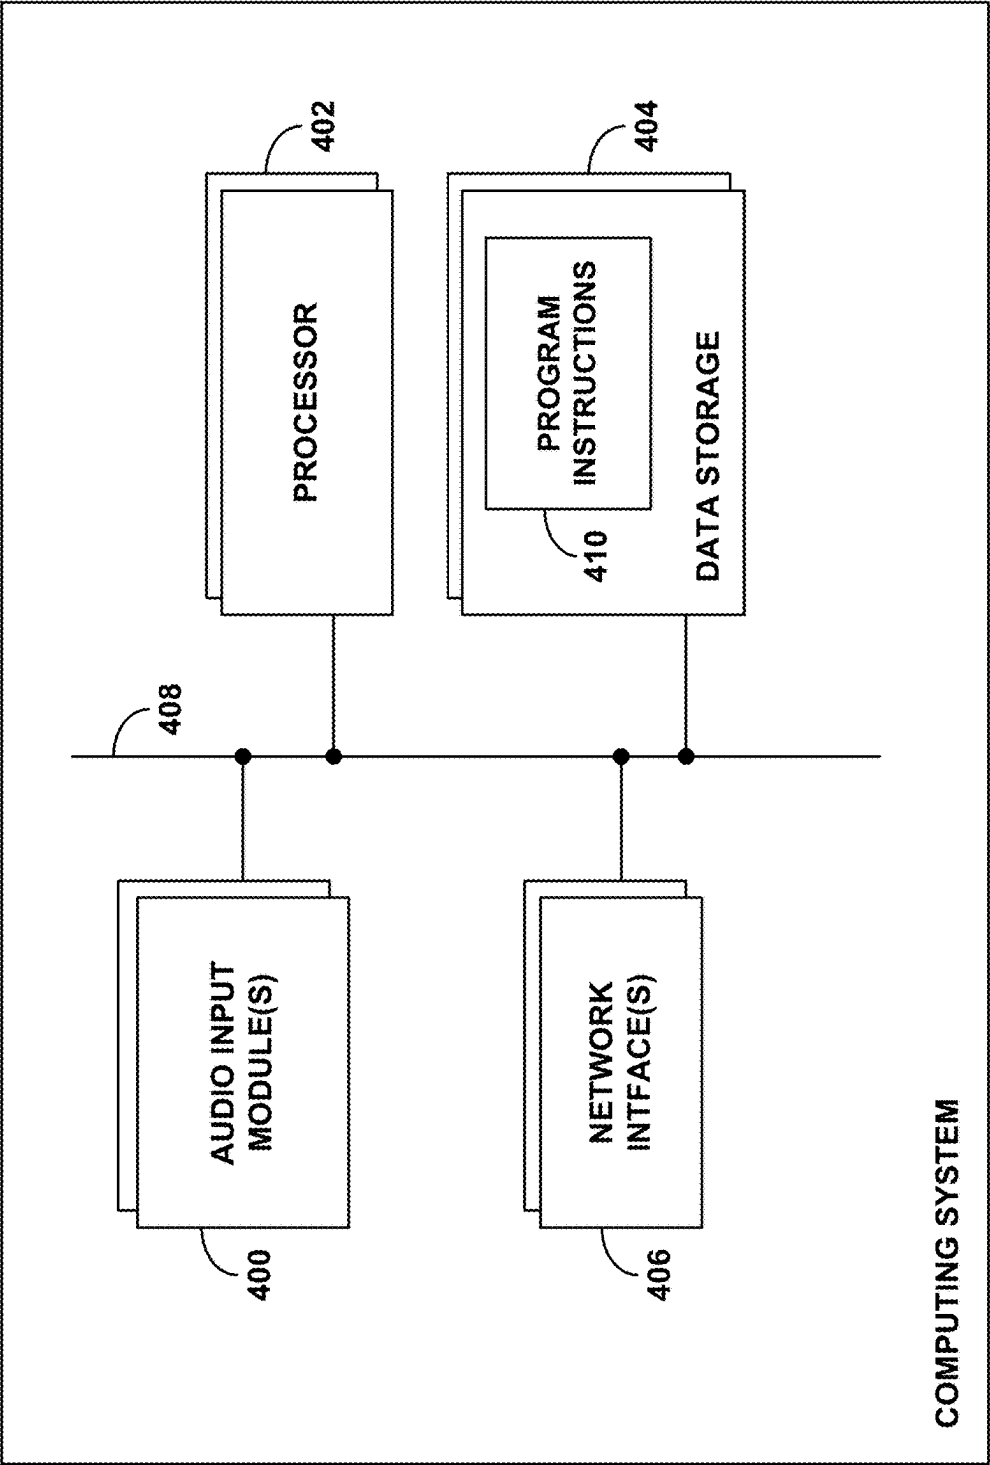 400
AUDIO INPUT
MODULE(S)
408
PROCESSOR
402
406
NETWORK
INTFACE(S)
410
PROGRAM
INSTRUCTIONS
DATA STORAGE
404
COMPUTING SYSTEM